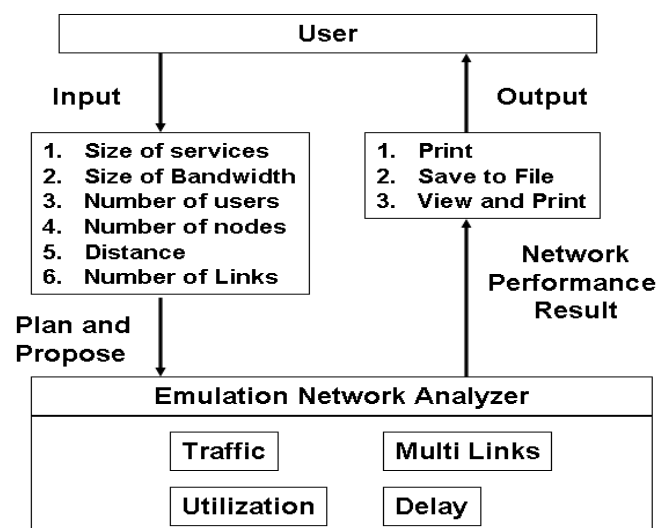 User
Input
Output
1. Size of services
2. Size of Bandwidth
3. Number of users
4. Number of nodes
5. Distance
6. Number of Links
1. Print
2. Save to File
3. View and Print
Plan and
Propose
Network
Performance
Result
Emulation Network Analyzer
Traffic
Multi Links
Utilization
Delay